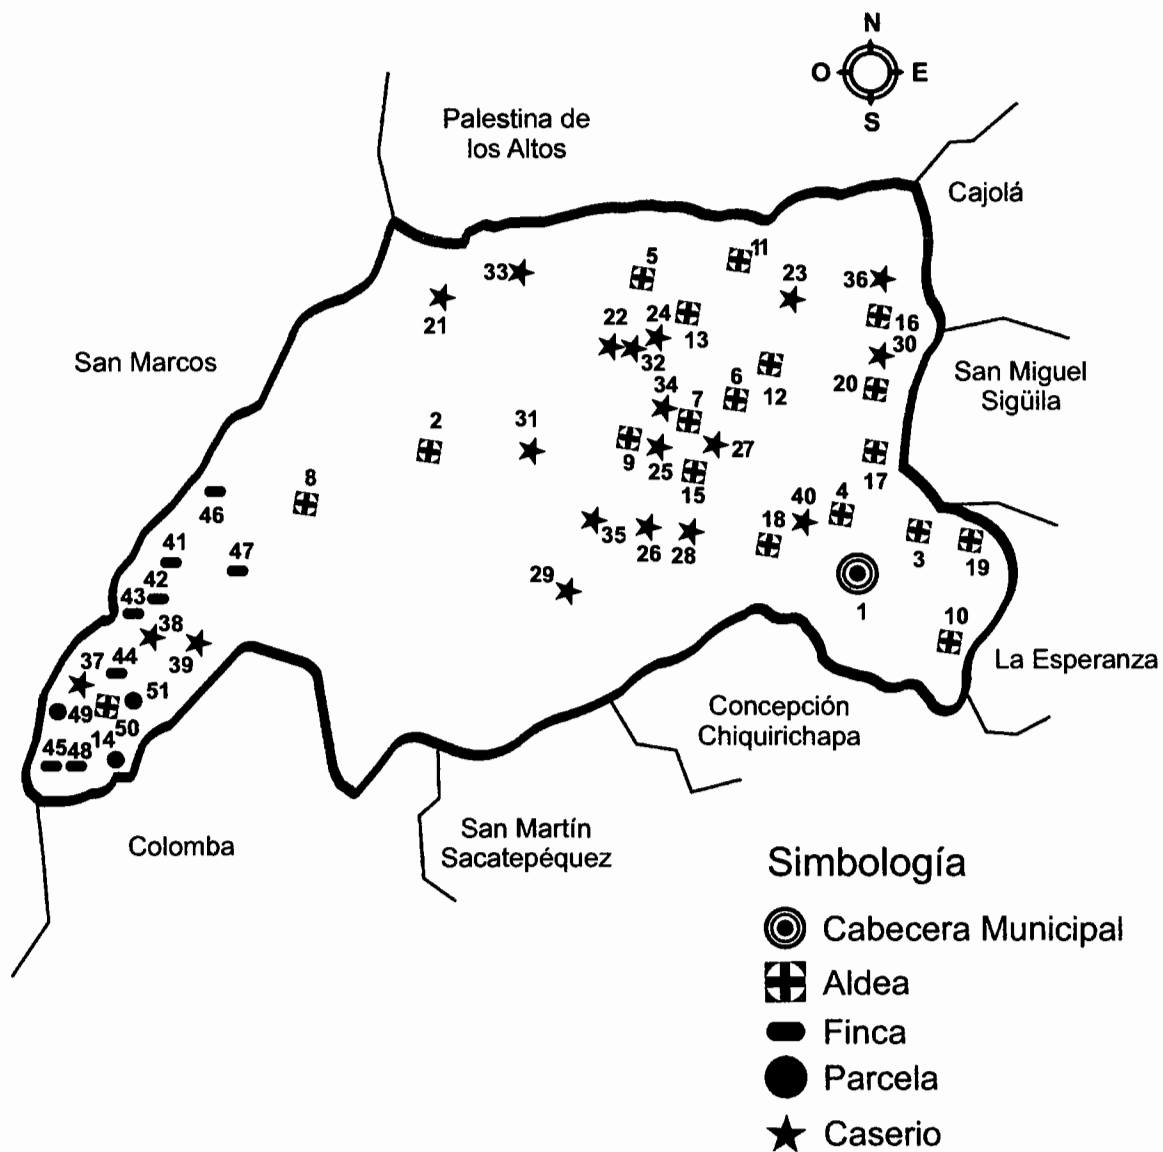 N
O E
S
Palestina de
los Altos
Cajolá
11
5
33
23
36
21
24
22
13
16
32
30
San Marcos
San Miguel
Sigüila
34
6
20
12
7
2
31
9
25
27
17
8
15
46
4
40
18
35
26
28
3
19
41
47
42
29
43
1
10
38
39
37
44
La Esperanza
51
49
50
14
45
48
Concepción
Chiquirichapa
Colomba
San Martín
Sacatepéquez
Simbología
Cabecera Municipal
Aldea
Finca
Parcela
Caserio